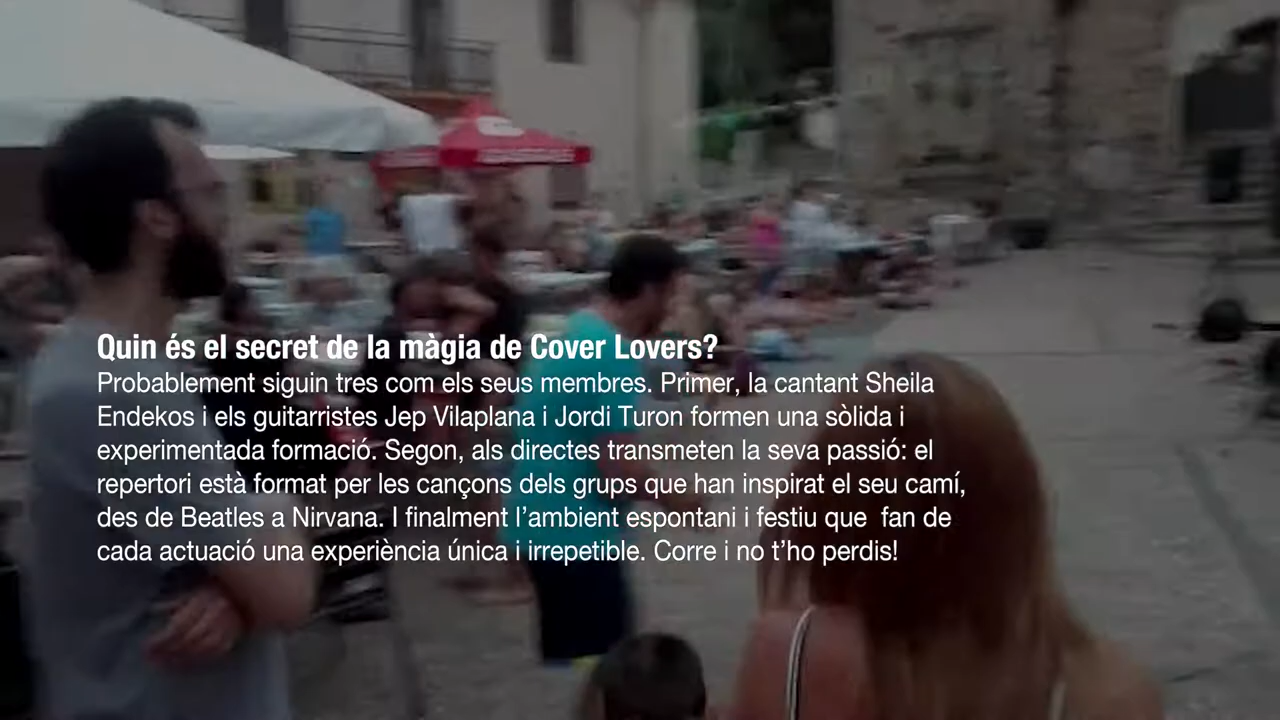 Quin és el secret de la màgia de Cover Lovers?
Probablement siguin tres com els seus membres. Primer, la cantant Sheila
Endekos i els guitarristes Jep Vilaplana i Jordi Turon formen una sòlida i
experimentada formació. Segon, als directes transmeten la seva passió: el
repertori està format per les cançons dels grups que han inspirat el seu camí,
des de Beatles a Nirvana. I finalment l’ambient espontani i festiu que  fan de
cada actuació una experiència única i irrepetible. Corre i no t’ho perdis!